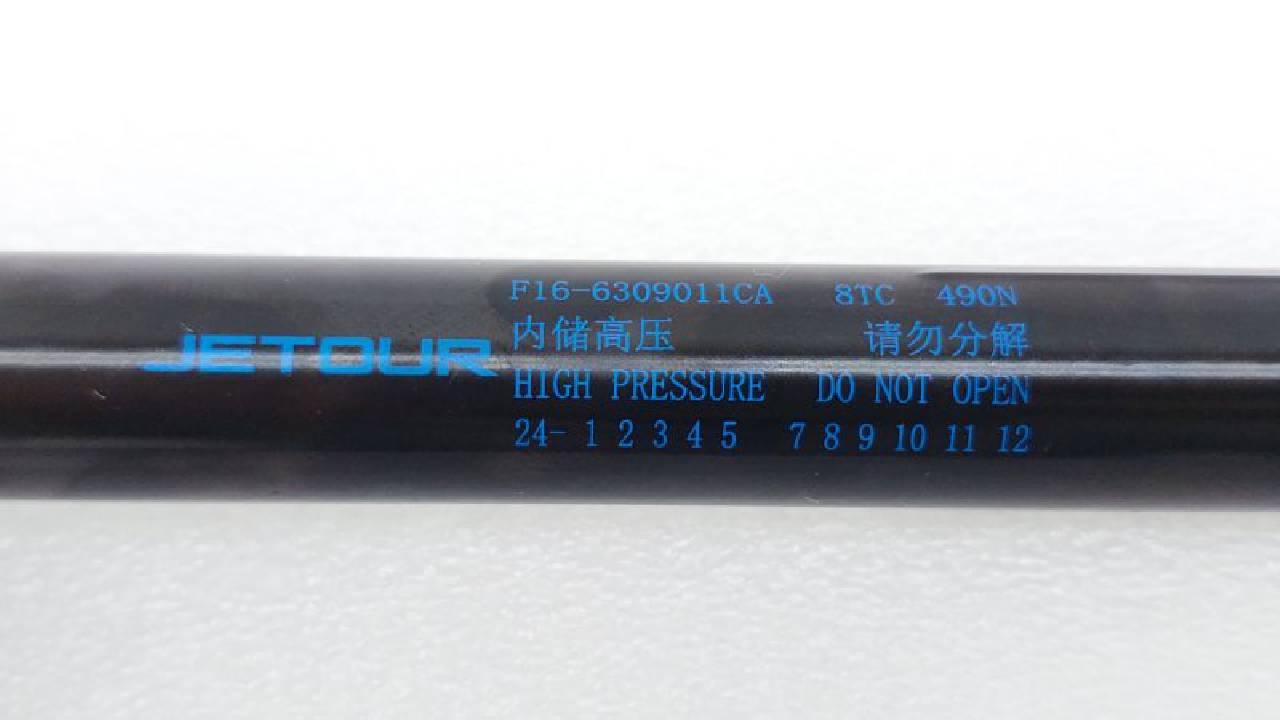 JETOUR
F16-6309011CA 8TC 490N
内储高压 请勿分解
HIGH PRESSURE DO NOT OPEN
24- 1 2 3 4 5 7 8 9 10 11 12